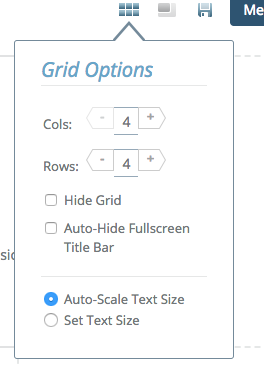 Me
Grid Options
Cols: - 4 +
Rows: - 4 +
Hide Grid
Auto-Hide Fullscreen
Title Bar
Auto-Scale Text Size
Set Text Size